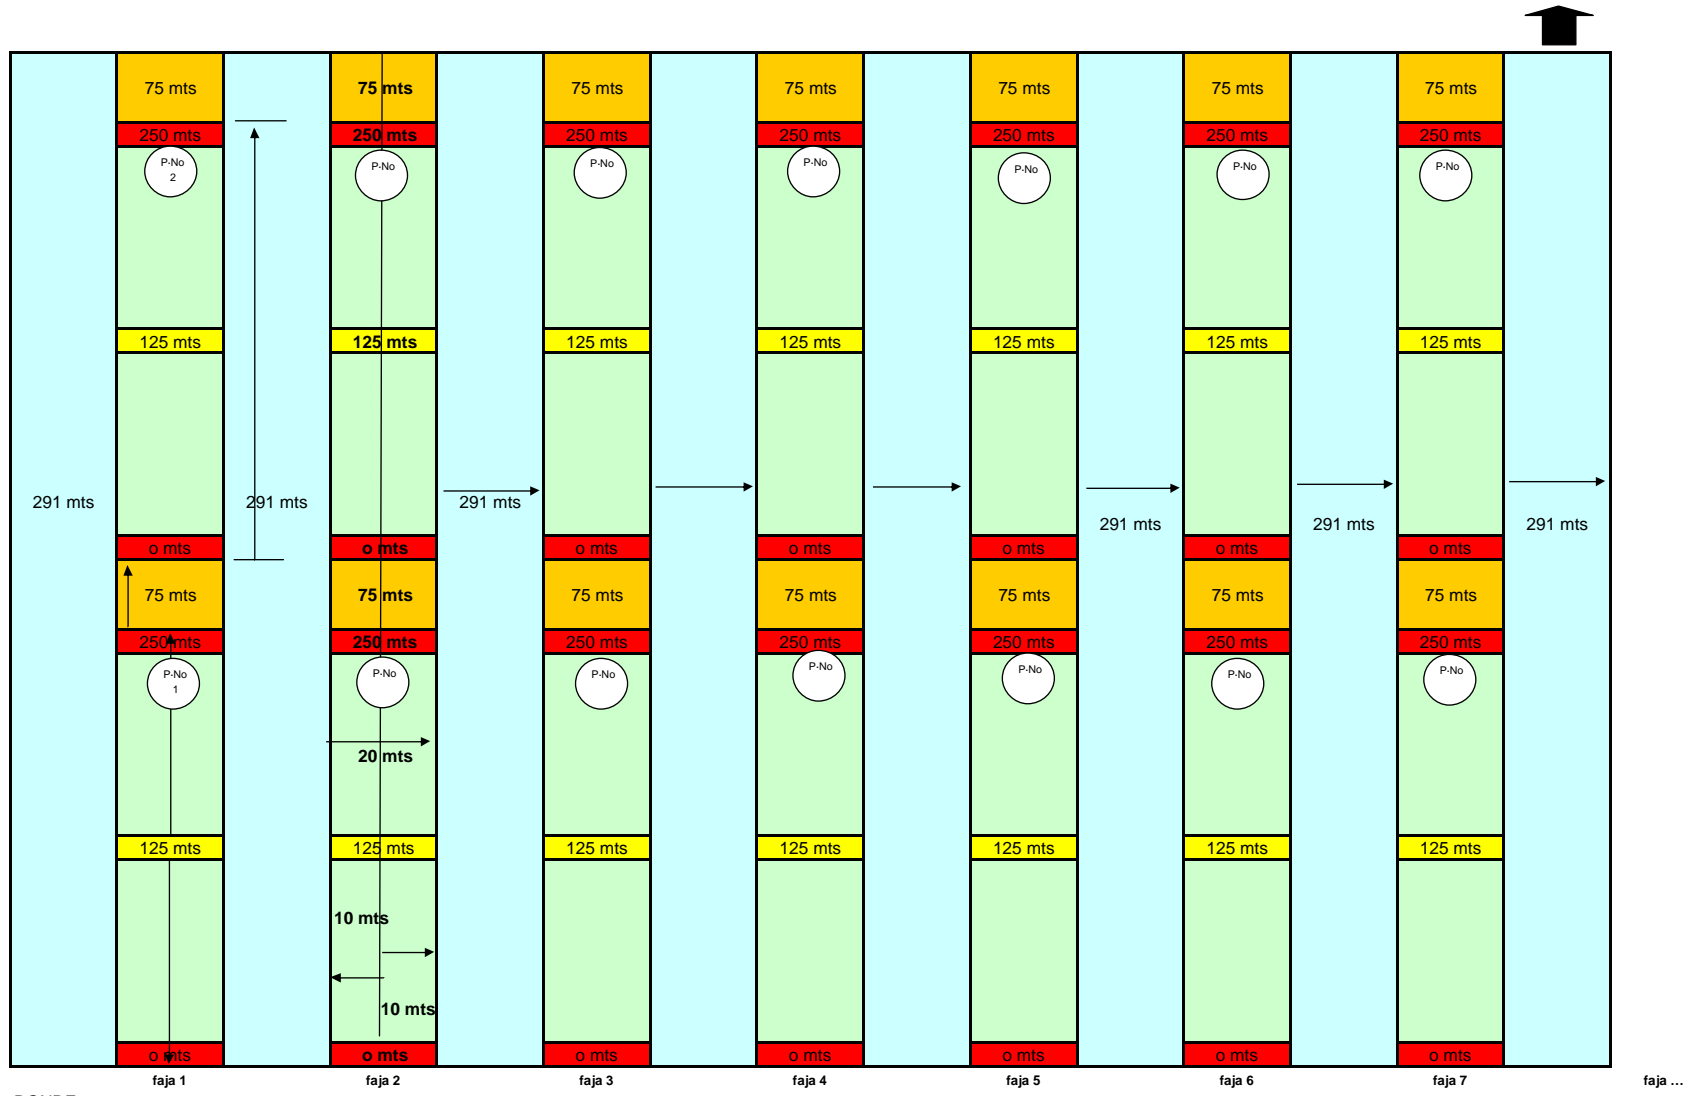 75 mts 75 mts 75 mts 75 mts 75 mts 75 mts 75 mts
250 mts 250 mts 250 mts 250 mts 250 mts 250 mts 250 mts
P-No P-No P-No P-No P-No P-No P-No
2
125 mts 125 mts 125 mts 125 mts 125 mts 125 mts 125 mts
291 mts 291 mts 291 mts
291 mts 291 mts 291 mts
o mts o mts o mts o mts o mts o mts o mts
75 mts 75 mts 75 mts 75 mts 75 mts 75 mts 75 mts
250 mts 250 mts 250 mts 250 mts 250 mts 250 mts 250 mts
P-No P-No P-No P-No P-No P-No P-No
1
20 mts
125 mts 125 mts 125 mts 125 mts 125 mts 125 mts 125 mts
10 mts
10 mts
o mts o mts o mts o mts o mts o mts o mts
faja 1 faja 2 faja 3 faja 4 faja 5 faja 6 faja 7 faja ...